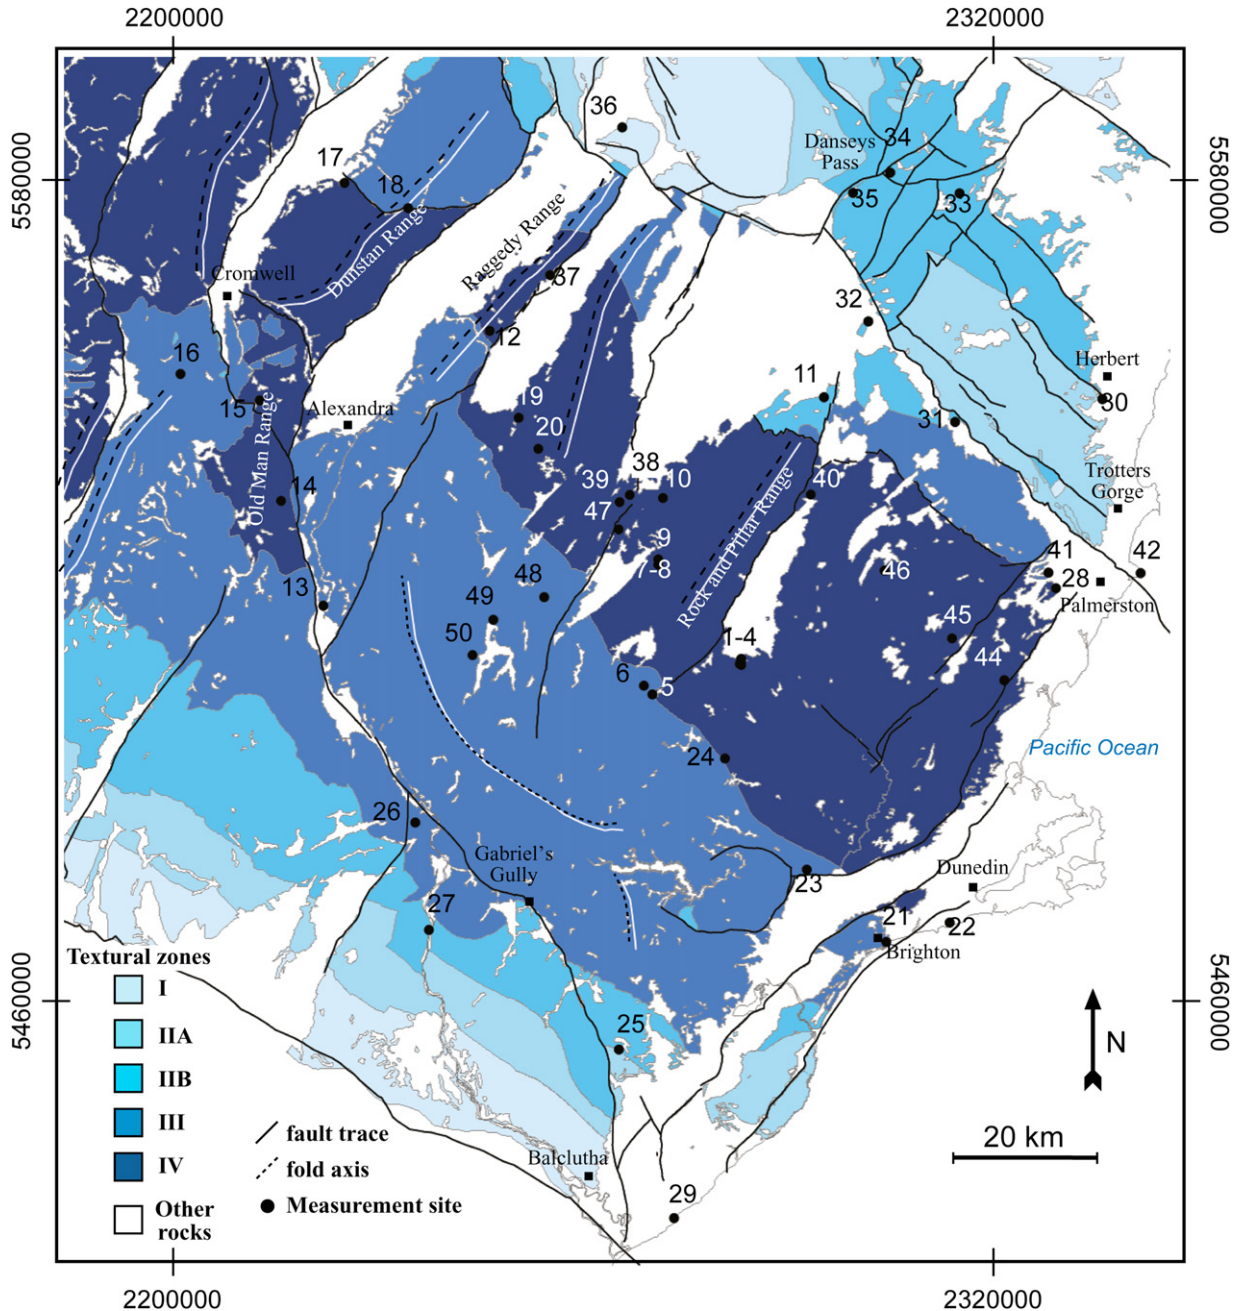 2200000
2320000
36
34
Danseys
Pass
17
18
35
33
5580000
5580000
Raggedy Range
Dunstan Range
Cromwell
37
32
12
16
Herbert
11
15
Alexandra
19
30
31
20
Old Man Range
38
Trotters
Gorge
39
10
40
14
47
Rock and Pillar Range
9
41
42
7-8
46
28
48
13
Palmerston
49
45
50
1-4
44
6
5
Pacific Ocean
24
26
Gabriel's
Gully
23
Dunedin
27
21
22
Brighton
Textural zones
I
IIA
IIB
III
IV
Other
rocks
5460000
5460000
25
N
fault trace
fold axis
Measurement site
20 km
Balclutha
29
2200000
2320000